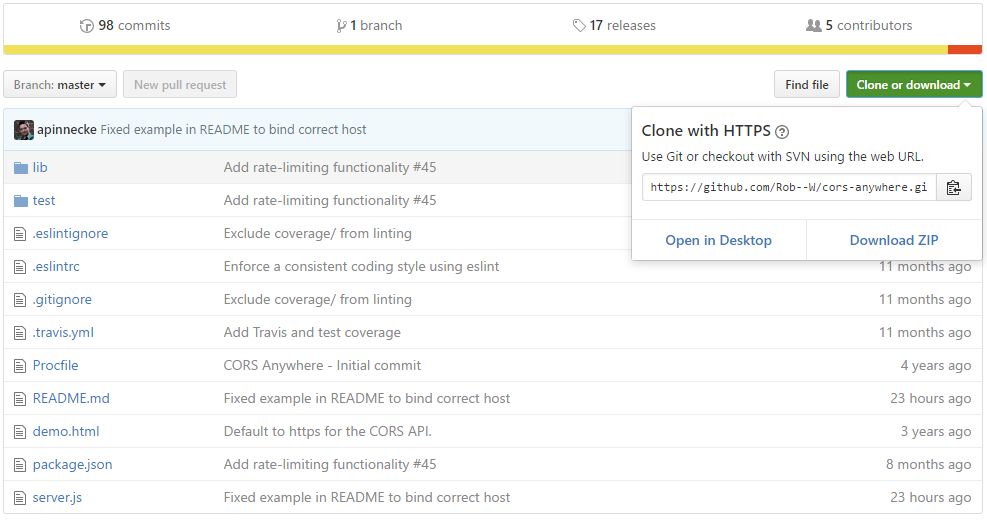 98 commits 1 branch 17 releases 5 contributors
Branch: master New pull request Find file Clone or download
apinnecke Fixed example in README to bind correct host
Clone with HTTPS ?
Use Git or checkout with SVN using the web URL.
https://github.com/Rob--W/cors-anywhere.gi
Open in Desktop Download ZIP
lib Add rate-limiting functionality #45
test Add rate-limiting functionality #45
.eslintignore Exclude coverage/ from linting
.eslintrc Enforce a consistent coding style using eslint 11 months ago
.gitignore Exclude coverage/ from linting 11 months ago
.travis.yml Add Travis and test coverage 11 months ago
Procfile CORS Anywhere - Initial commit 4 years ago
README.md Fixed example in README to bind correct host 23 hours ago
demo.html Default to https for the CORS API. 3 years ago
package.json Add rate-limiting functionality #45 8 months ago
server.js Fixed example in README to bind correct host 23 hours ago